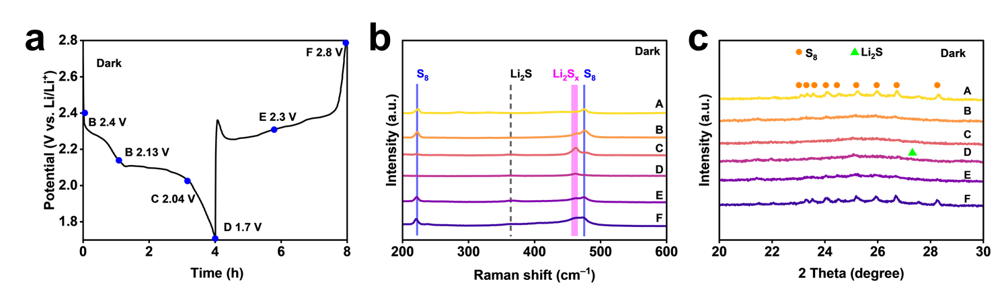 a
Potential (V vs. Li/Li⁺)
2.8
2.6
2.4
2.2
2.0
1.8
Dark
F 2.8 V
B 2.4 V
E 2.3 V
B 2.13 V
C 2.04 V
D 1.7 V
0
2
4
6
8
Time (h)
b
Intensity (a.u.)
Dark
S₈
Li₂S
Li₂Sₓ
S₈
A
B
C
D
E
F
200
300
400
500
600
Raman shift (cm⁻¹)
c
Intensity (a.u.)
S₈
Li₂S
Dark
A
B
C
D
E
F
20
22
24
26
28
30
2 Theta (degree)